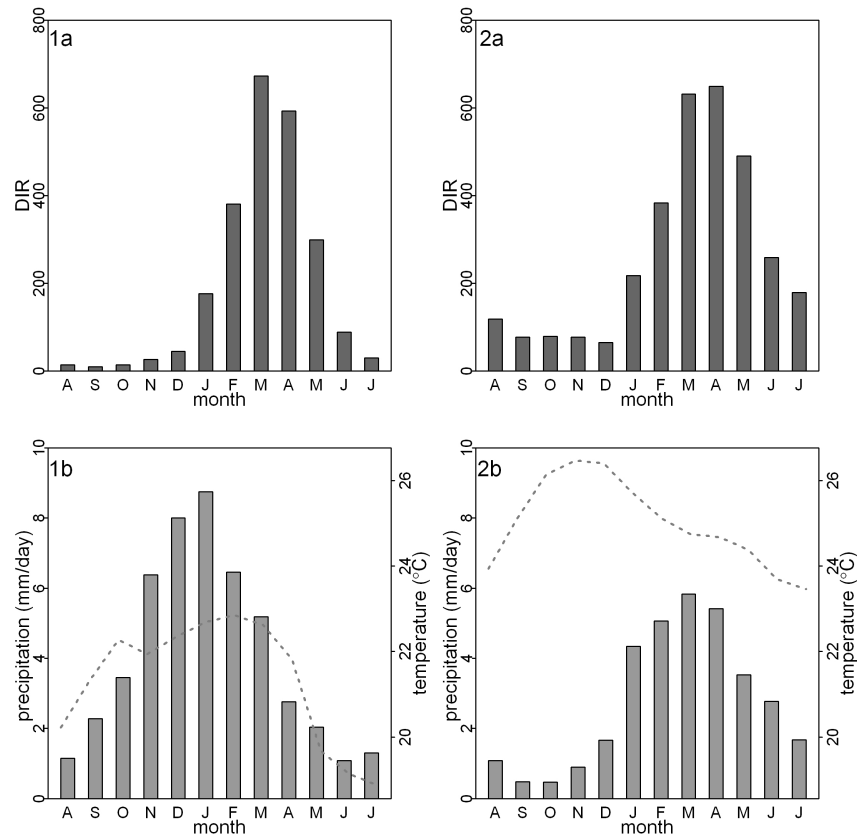 1a
DIR
0 200 400 600 800
A S O N D J F M A M J J
month
2a
DIR
0 200 400 600 800
A S O N D J F M A M J J
month
1b
precipitation (mm/day)
0 2 4 6 8 10
temperature (°C)
20 22 24 26
A S O N D J F M A M J J
month
2b
precipitation (mm/day)
0 2 4 6 8 10
temperature (°C)
20 22 24 26
A S O N D J F M A M J J
month